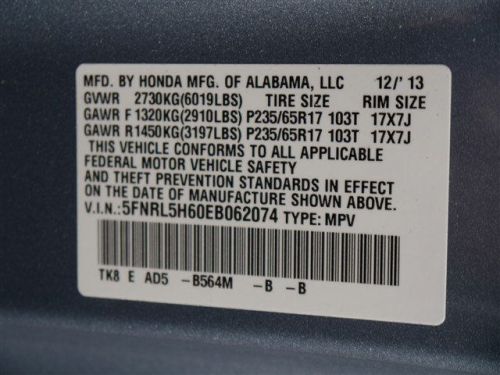 MFD. BY HONDA MFG. OF ALABAMA, LLC 12/'13
GVWR 2730KG(6019LBS) TIRE SIZE RIM SIZE
GAWR F1320KG(2910LBS) P235/65R17 103T 17X7J
GAWR R1450KG(3197LBS) P235/65R17 103T 17X7J
THIS VEHICLE CONFORMS TO ALL APPLICABLE
FEDERAL MOTOR VEHICLE SAFETY
AND THEFT PREVENTION STANDARDS IN EFFECT
ON THE DATE OF MANUFACTURE SHOWN ABOVE.
V.I.N.:5FNRL5H60EB062074 TYPE: MPV
TK8 E AD5 -B564M -B -B